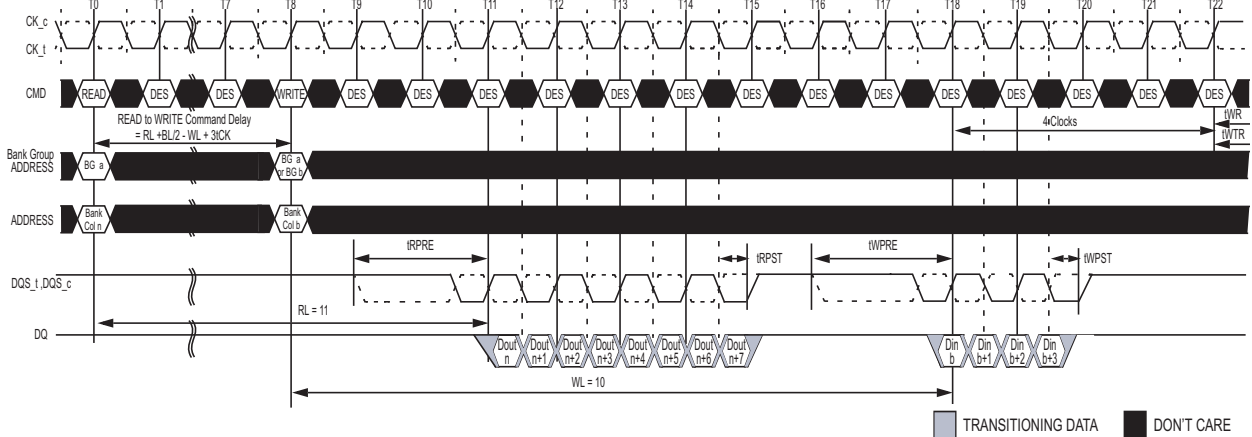 T0 T1 T7 T8 T9 T10 T11 T12 T13 T14 T15 T16 T17 T18 T19 T20 T21 T22
CK_c
CK_t
CMD READ DES DES WRITE DES DES DES DES DES DES DES DES DES DES DES DES DES DES
READ to WRITE Command Delay
= RL +BL/2 - WL + 3tCK
4 Clocks
tWR
tWTR
Bank Group
ADDRESS
BG a
BG a
or BG b
ADDRESS
Bank
Col n
Bank
Col b
tRPRE
tRPST
tWPRE
tWPST
DQS_t ,DQS_c
RL = 11
DQ
Dout
n
Dout
n+1
Dout
n+2
Dout
n+3
Dout
n+4
Dout
n+5
Dout
n+6
Dout
n+7
Din
b
Din
b+1
Din
b+2
Din
b+3
WL = 10
TRANSITIONING DATA
DON'T CARE